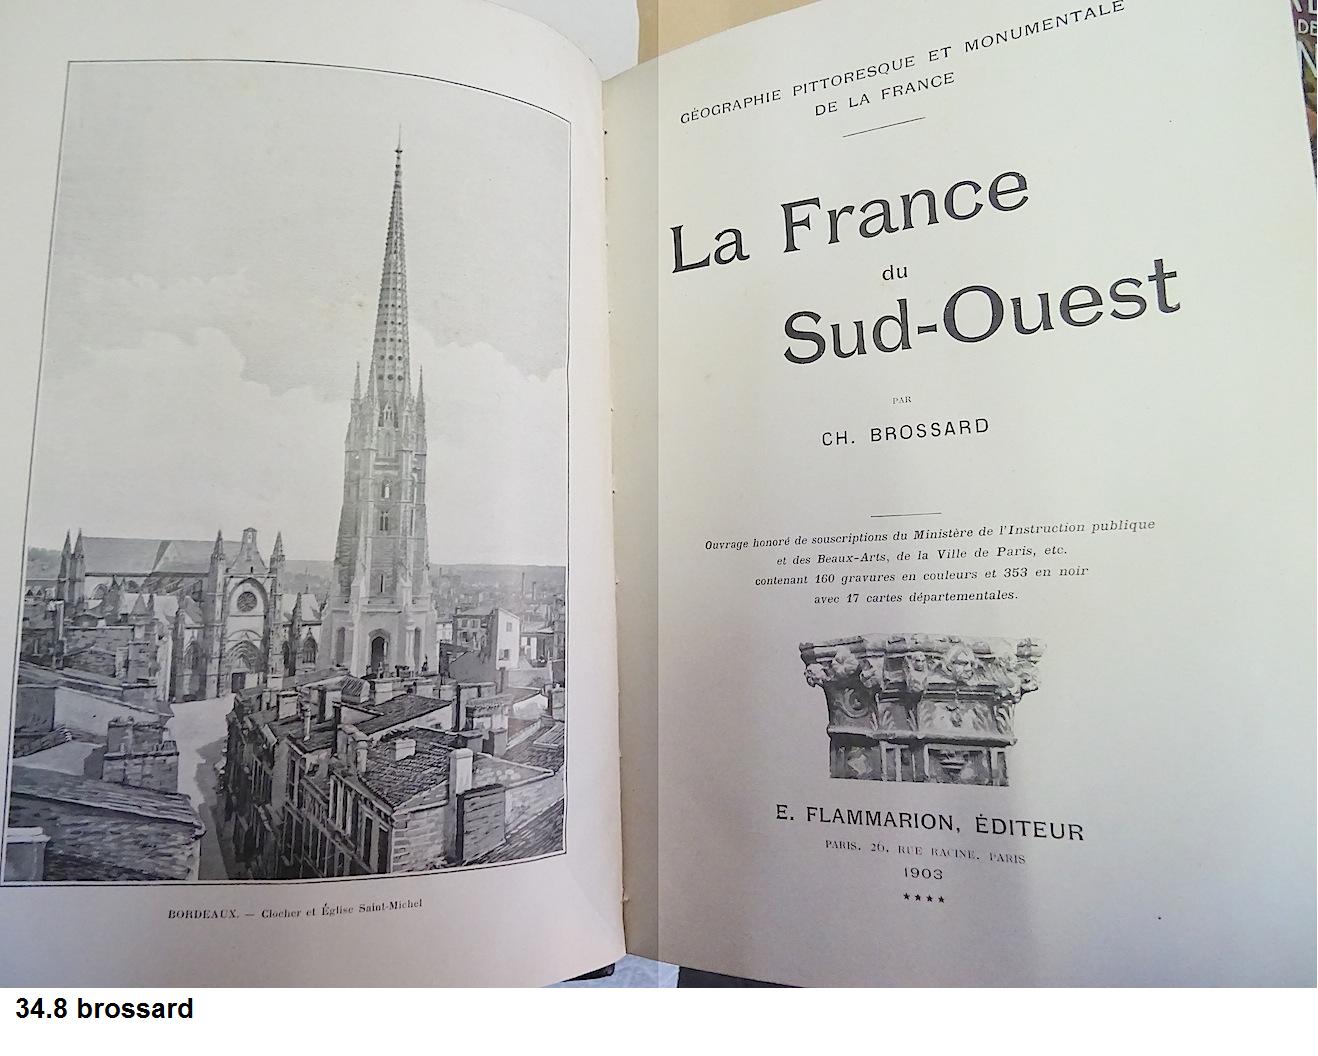 BORDEAUX. — Clocher et Église Saint-Michel
GÉOGRAPHIE PITTORESQUE ET MONUMENTALE
DE LA FRANCE
La France
du
Sud-Ouest
PAR
CH. BROSSARD
Ouvrage honoré de souscriptions du Ministère de l'Instruction publique
et des Beaux-Arts, de la Ville de Paris, etc.
contenant 160 gravures en couleurs et 353 en noir
avec 17 cartes départementales.
E. FLAMMARION, ÉDITEUR
PARIS, 26, RUE RACINE, PARIS
1903
****
34.8 brossard